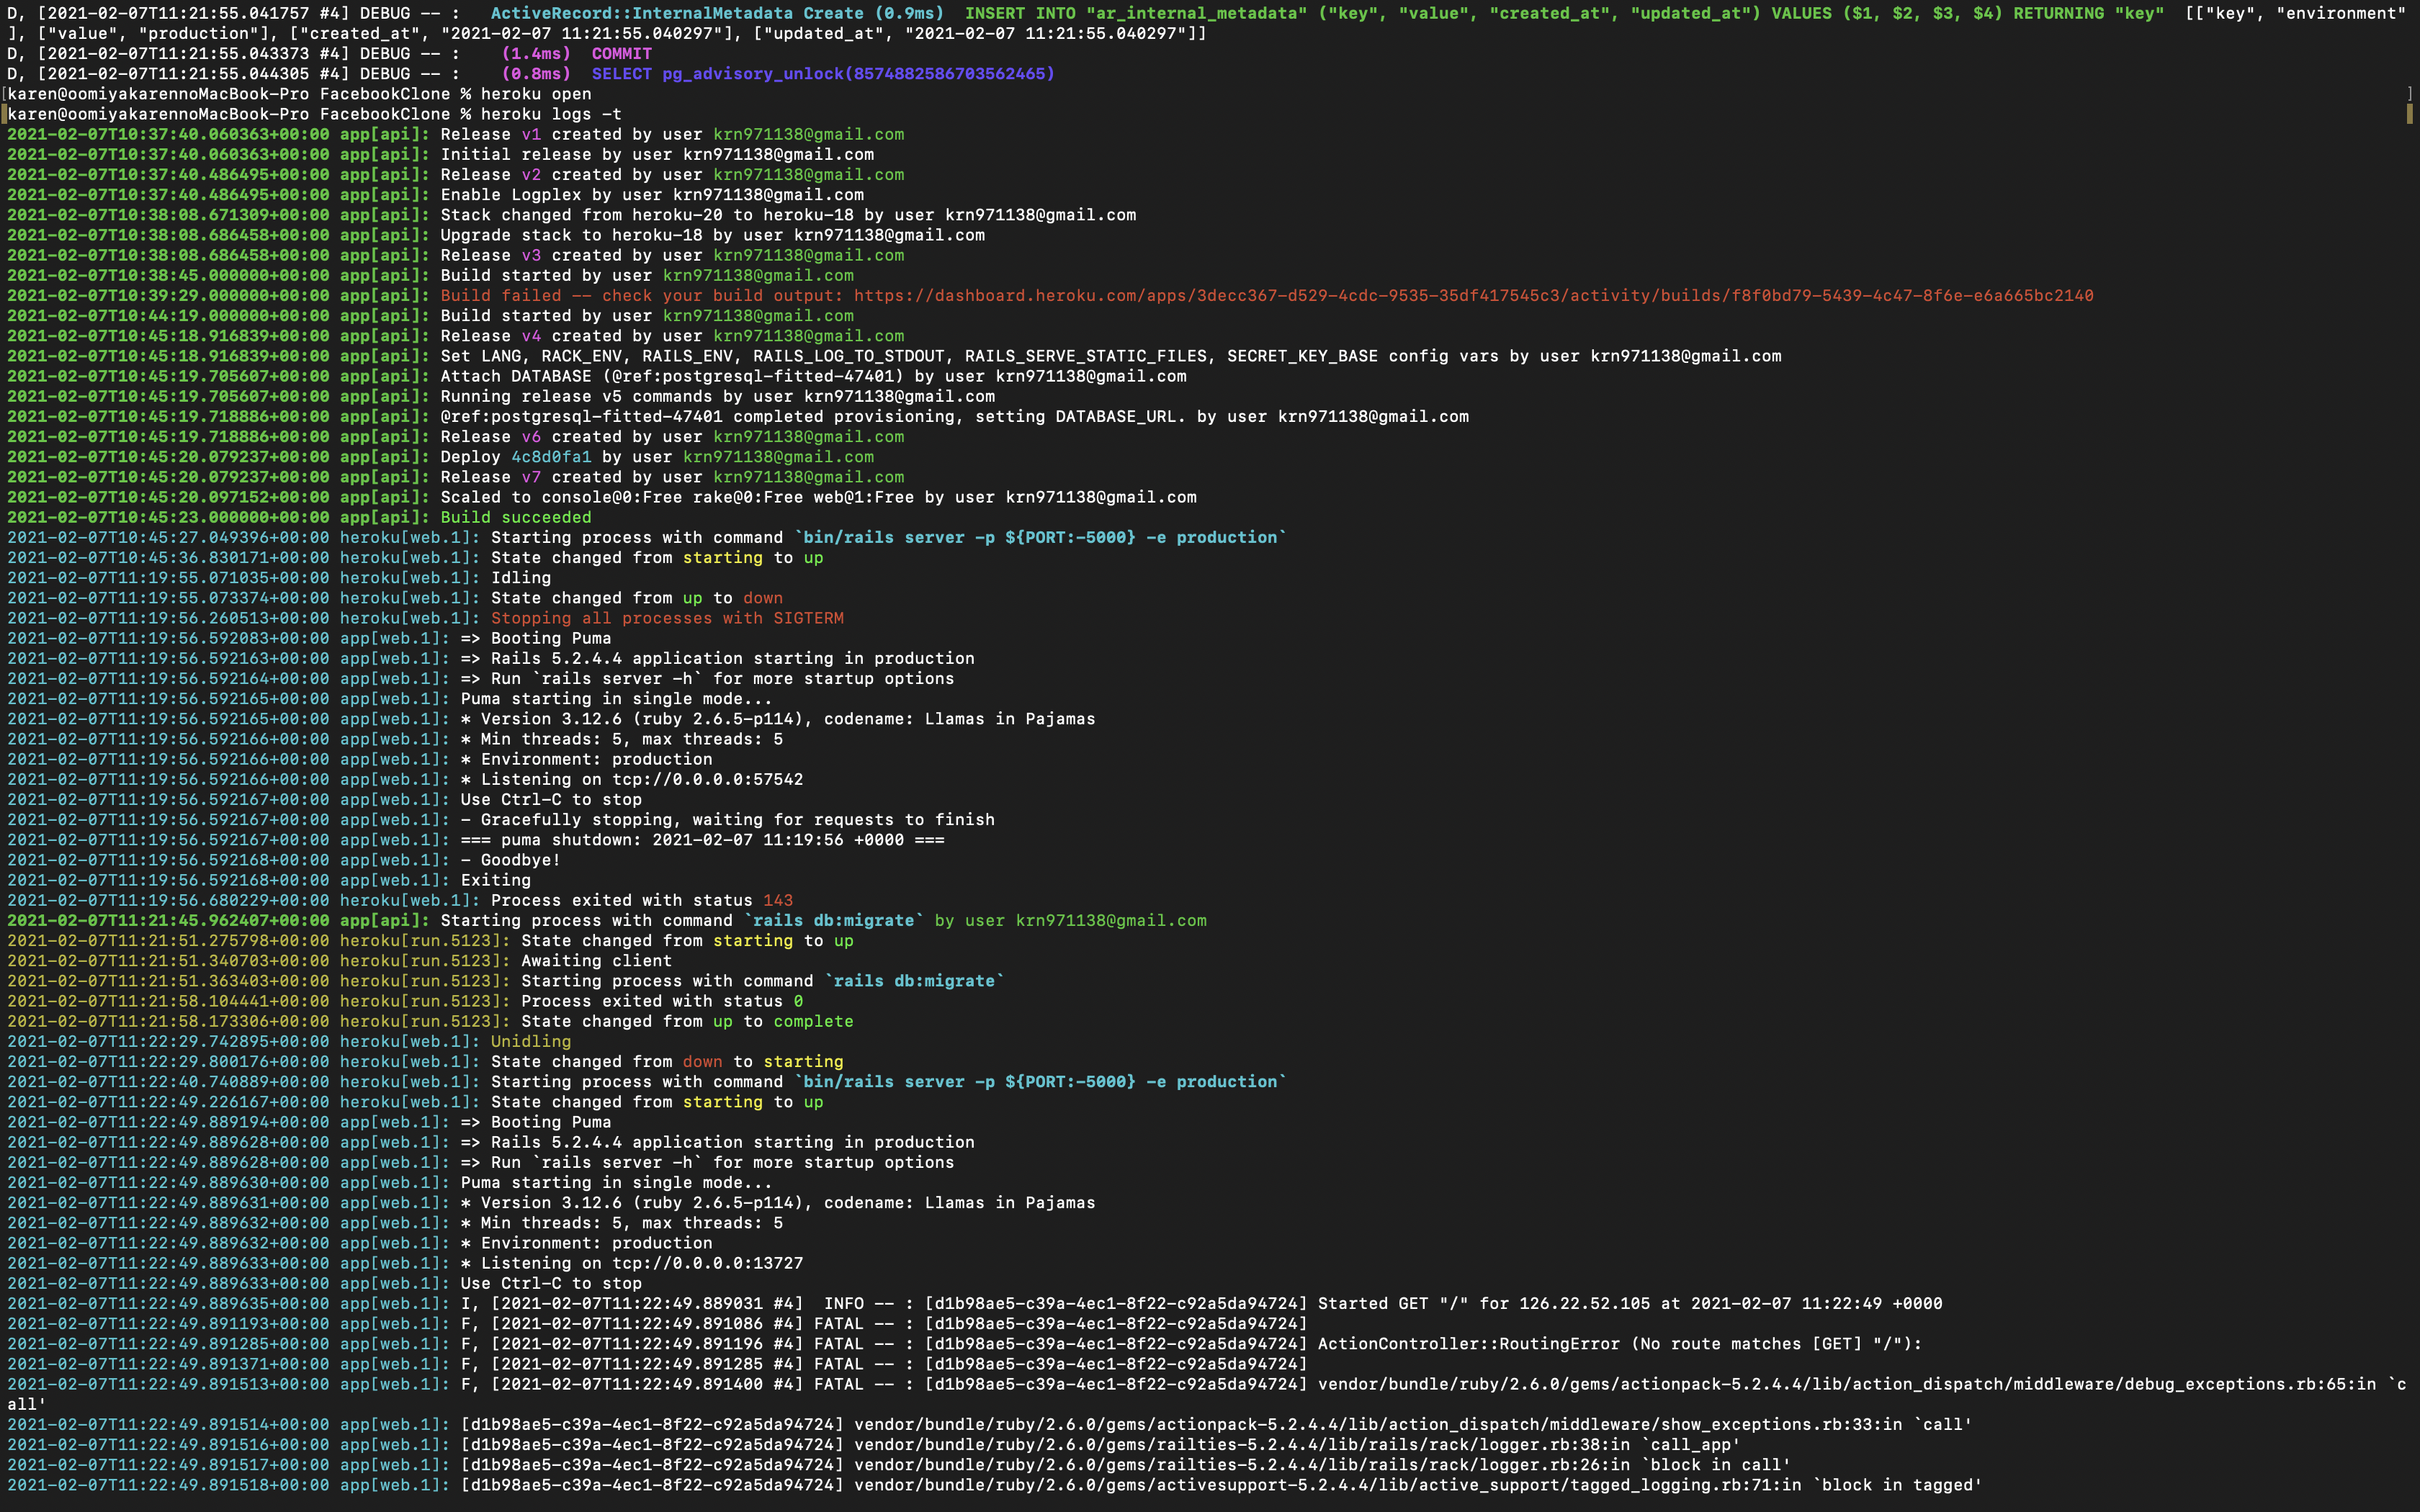 D, [2021-02-07T11:21:55.041757 #4] DEBUG -- :   ActiveRecord::InternalMetadata Create (0.9ms)  INSERT INTO "ar_internal_metadata" ("key", "value", "created_at", "updated_at") VALUES ($1, $2, $3, $4) RETURNING "key"  [["key", "environment"
], ["value", "production"], ["created_at", "2021-02-07 11:21:55.040297"], ["updated_at", "2021-02-07 11:21:55.040297"]]
D, [2021-02-07T11:21:55.043373 #4] DEBUG -- :    (1.4ms)  COMMIT
D, [2021-02-07T11:21:55.044305 #4] DEBUG -- :    (0.8ms)  SELECT pg_advisory_unlock(8574882586703562465)
[karen@oomiyakarennoMacBook-Pro FacebookClone % heroku open ]
karen@oomiyakarennoMacBook-Pro FacebookClone % heroku logs -t
2021-02-07T10:37:40.060363+00:00 app[api]: Release v1 created by user krn971138@gmail.com
2021-02-07T10:37:40.060363+00:00 app[api]: Initial release by user krn971138@gmail.com
2021-02-07T10:37:40.486495+00:00 app[api]: Release v2 created by user krn971138@gmail.com
2021-02-07T10:37:40.486495+00:00 app[api]: Enable Logplex by user krn971138@gmail.com
2021-02-07T10:38:08.671309+00:00 app[api]: Stack changed from heroku-20 to heroku-18 by user krn971138@gmail.com
2021-02-07T10:38:08.686458+00:00 app[api]: Upgrade stack to heroku-18 by user krn971138@gmail.com
2021-02-07T10:38:08.686458+00:00 app[api]: Release v3 created by user krn971138@gmail.com
2021-02-07T10:38:45.000000+00:00 app[api]: Build started by user krn971138@gmail.com
2021-02-07T10:39:29.000000+00:00 app[api]: Build failed -- check your build output: https://dashboard.heroku.com/apps/3decc367-d529-4cdc-9535-35df417545c3/activity/builds/f8f0bd79-5439-4c47-8f6e-e6a665bc2140
2021-02-07T10:44:19.000000+00:00 app[api]: Build started by user krn971138@gmail.com
2021-02-07T10:45:18.916839+00:00 app[api]: Release v4 created by user krn971138@gmail.com
2021-02-07T10:45:18.916839+00:00 app[api]: Set LANG, RACK_ENV, RAILS_ENV, RAILS_LOG_TO_STDOUT, RAILS_SERVE_STATIC_FILES, SECRET_KEY_BASE config vars by user krn971138@gmail.com
2021-02-07T10:45:19.705607+00:00 app[api]: Attach DATABASE (@ref:postgresql-fitted-47401) by user krn971138@gmail.com
2021-02-07T10:45:19.705607+00:00 app[api]: Running release v5 commands by user krn971138@gmail.com
2021-02-07T10:45:19.718886+00:00 app[api]: @ref:postgresql-fitted-47401 completed provisioning, setting DATABASE_URL. by user krn971138@gmail.com
2021-02-07T10:45:19.718886+00:00 app[api]: Release v6 created by user krn971138@gmail.com
2021-02-07T10:45:20.079237+00:00 app[api]: Deploy 4c8d0fa1 by user krn971138@gmail.com
2021-02-07T10:45:20.079237+00:00 app[api]: Release v7 created by user krn971138@gmail.com
2021-02-07T10:45:20.097152+00:00 app[api]: Scaled to console@0:Free rake@0:Free web@1:Free by user krn971138@gmail.com
2021-02-07T10:45:23.000000+00:00 app[api]: Build succeeded
2021-02-07T10:45:27.049396+00:00 heroku[web.1]: Starting process with command `bin/rails server -p ${PORT:-5000} -e production`
2021-02-07T10:45:36.830171+00:00 heroku[web.1]: State changed from starting to up
2021-02-07T11:19:55.071035+00:00 heroku[web.1]: Idling
2021-02-07T11:19:55.073374+00:00 heroku[web.1]: State changed from up to down
2021-02-07T11:19:56.260513+00:00 heroku[web.1]: Stopping all processes with SIGTERM
2021-02-07T11:19:56.592083+00:00 app[web.1]: => Booting Puma
2021-02-07T11:19:56.592163+00:00 app[web.1]: => Rails 5.2.4.4 application starting in production
2021-02-07T11:19:56.592164+00:00 app[web.1]: => Run `rails server -h` for more startup options
2021-02-07T11:19:56.592165+00:00 app[web.1]: Puma starting in single mode...
2021-02-07T11:19:56.592165+00:00 app[web.1]: * Version 3.12.6 (ruby 2.6.5-p114), codename: Llamas in Pajamas
2021-02-07T11:19:56.592166+00:00 app[web.1]: * Min threads: 5, max threads: 5
2021-02-07T11:19:56.592166+00:00 app[web.1]: * Environment: production
2021-02-07T11:19:56.592166+00:00 app[web.1]: * Listening on tcp://0.0.0.0:57542
2021-02-07T11:19:56.592167+00:00 app[web.1]: Use Ctrl-C to stop
2021-02-07T11:19:56.592167+00:00 app[web.1]: - Gracefully stopping, waiting for requests to finish
2021-02-07T11:19:56.592167+00:00 app[web.1]: === puma shutdown: 2021-02-07 11:19:56 +0000 ===
2021-02-07T11:19:56.592168+00:00 app[web.1]: - Goodbye!
2021-02-07T11:19:56.592168+00:00 app[web.1]: Exiting
2021-02-07T11:19:56.680229+00:00 heroku[web.1]: Process exited with status 143
2021-02-07T11:21:45.962407+00:00 app[api]: Starting process with command `rails db:migrate` by user krn971138@gmail.com
2021-02-07T11:21:51.275798+00:00 heroku[run.5123]: State changed from starting to up
2021-02-07T11:21:51.340703+00:00 heroku[run.5123]: Awaiting client
2021-02-07T11:21:51.363403+00:00 heroku[run.5123]: Starting process with command `rails db:migrate`
2021-02-07T11:21:58.104441+00:00 heroku[run.5123]: Process exited with status 0
2021-02-07T11:21:58.173306+00:00 heroku[run.5123]: State changed from up to complete
2021-02-07T11:22:29.742895+00:00 heroku[web.1]: Unidling
2021-02-07T11:22:29.800176+00:00 heroku[web.1]: State changed from down to starting
2021-02-07T11:22:40.740889+00:00 heroku[web.1]: Starting process with command `bin/rails server -p ${PORT:-5000} -e production`
2021-02-07T11:22:49.226167+00:00 heroku[web.1]: State changed from starting to up
2021-02-07T11:22:49.889194+00:00 app[web.1]: => Booting Puma
2021-02-07T11:22:49.889628+00:00 app[web.1]: => Rails 5.2.4.4 application starting in production
2021-02-07T11:22:49.889628+00:00 app[web.1]: => Run `rails server -h` for more startup options
2021-02-07T11:22:49.889630+00:00 app[web.1]: Puma starting in single mode...
2021-02-07T11:22:49.889631+00:00 app[web.1]: * Version 3.12.6 (ruby 2.6.5-p114), codename: Llamas in Pajamas
2021-02-07T11:22:49.889632+00:00 app[web.1]: * Min threads: 5, max threads: 5
2021-02-07T11:22:49.889632+00:00 app[web.1]: * Environment: production
2021-02-07T11:22:49.889633+00:00 app[web.1]: * Listening on tcp://0.0.0.0:13727
2021-02-07T11:22:49.889633+00:00 app[web.1]: Use Ctrl-C to stop
2021-02-07T11:22:49.889635+00:00 app[web.1]: I, [2021-02-07T11:22:49.889031 #4]  INFO -- : [d1b98ae5-c39a-4ec1-8f22-c92a5da94724] Started GET "/" for 126.22.52.105 at 2021-02-07 11:22:49 +0000
2021-02-07T11:22:49.891193+00:00 app[web.1]: F, [2021-02-07T11:22:49.891086 #4] FATAL -- : [d1b98ae5-c39a-4ec1-8f22-c92a5da94724]
2021-02-07T11:22:49.891285+00:00 app[web.1]: F, [2021-02-07T11:22:49.891196 #4] FATAL -- : [d1b98ae5-c39a-4ec1-8f22-c92a5da94724] ActionController::RoutingError (No route matches [GET] "/"):
2021-02-07T11:22:49.891371+00:00 app[web.1]: F, [2021-02-07T11:22:49.891285 #4] FATAL -- : [d1b98ae5-c39a-4ec1-8f22-c92a5da94724]
2021-02-07T11:22:49.891513+00:00 app[web.1]: F, [2021-02-07T11:22:49.891400 #4] FATAL -- : [d1b98ae5-c39a-4ec1-8f22-c92a5da94724] vendor/bundle/ruby/2.6.0/gems/actionpack-5.2.4.4/lib/action_dispatch/middleware/debug_exceptions.rb:65:in `c
all'
2021-02-07T11:22:49.891514+00:00 app[web.1]: [d1b98ae5-c39a-4ec1-8f22-c92a5da94724] vendor/bundle/ruby/2.6.0/gems/actionpack-5.2.4.4/lib/action_dispatch/middleware/show_exceptions.rb:33:in `call'
2021-02-07T11:22:49.891516+00:00 app[web.1]: [d1b98ae5-c39a-4ec1-8f22-c92a5da94724] vendor/bundle/ruby/2.6.0/gems/railties-5.2.4.4/lib/rails/rack/logger.rb:38:in `call_app'
2021-02-07T11:22:49.891517+00:00 app[web.1]: [d1b98ae5-c39a-4ec1-8f22-c92a5da94724] vendor/bundle/ruby/2.6.0/gems/railties-5.2.4.4/lib/rails/rack/logger.rb:26:in `block in call'
2021-02-07T11:22:49.891518+00:00 app[web.1]: [d1b98ae5-c39a-4ec1-8f22-c92a5da94724] vendor/bundle/ruby/2.6.0/gems/activesupport-5.2.4.4/lib/active_support/tagged_logging.rb:71:in `block in tagged'